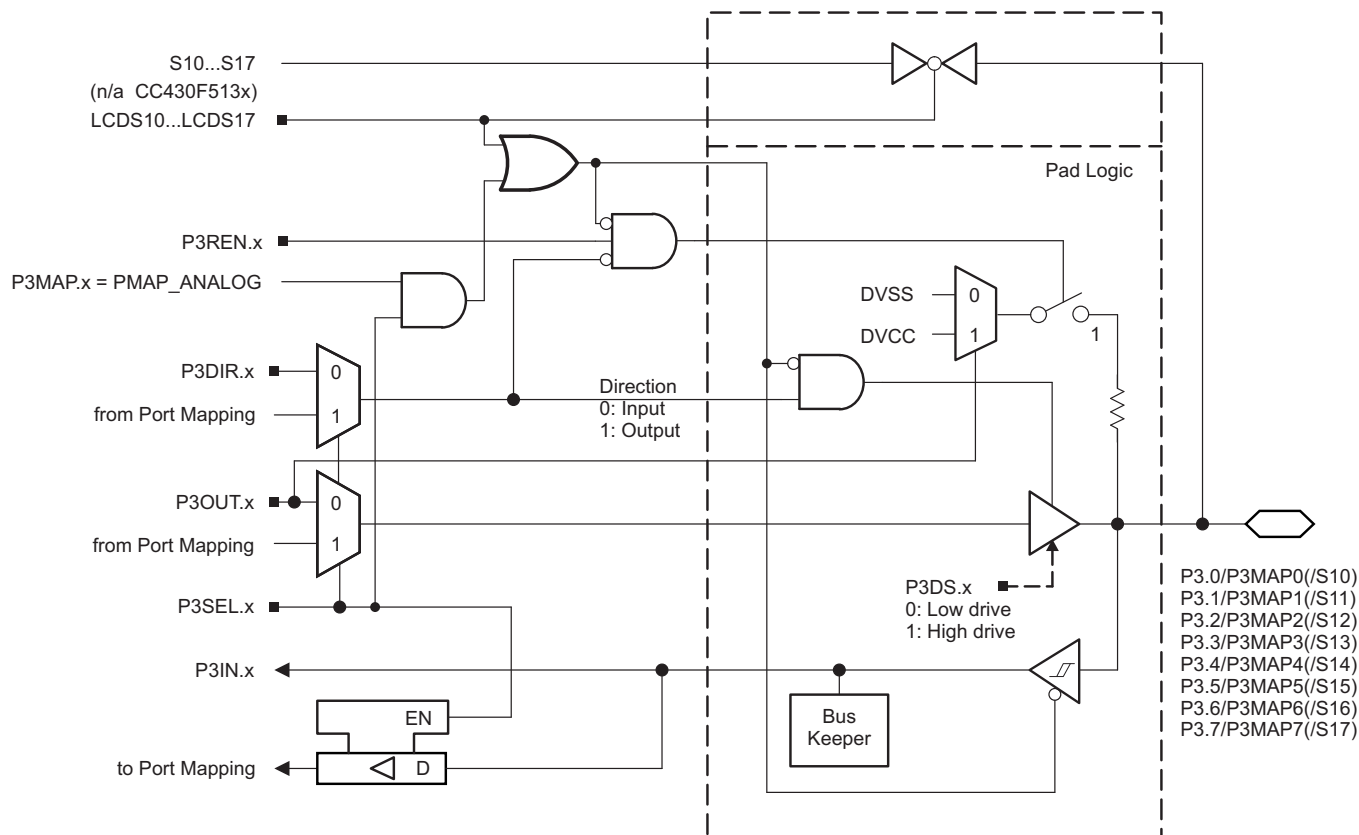 S10...S17
(n/a CC430F513x)
LCDS10...LCDS17
Pad Logic
P3REN.x
P3MAP.x = PMAP_ANALOG
DVSS
0
DVCC
1
1
P3DIR.x
0
from Port Mapping
1
Direction
0: Input
1: Output
P3OUT.x
0
from Port Mapping
1
P3SEL.x
P3DS.x
0: Low drive
1: High drive
P3.0/P3MAP0(/S10)
P3.1/P3MAP1(/S11)
P3.2/P3MAP2(/S12)
P3.3/P3MAP3(/S13)
P3.4/P3MAP4(/S14)
P3.5/P3MAP5(/S15)
P3.6/P3MAP6(/S16)
P3.7/P3MAP7(/S17)
P3IN.x
EN
Bus
Keeper
to Port Mapping
D